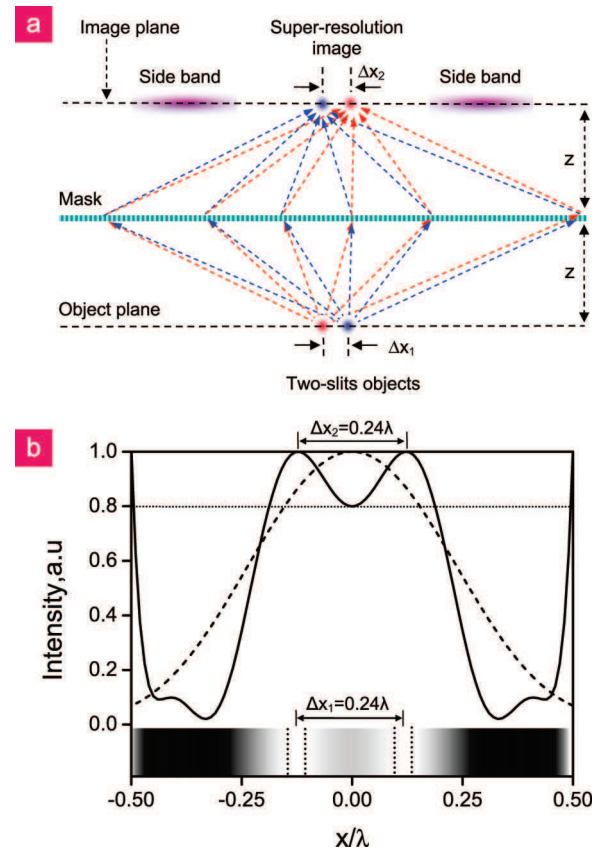 a
Image plane
Super-resolution
image
Δx₂
Side band
Side band
z
Mask
z
Object plane
Δx₁
Two-slits objects
b
Δx₂=0.24λ
1.0
0.8
0.6
0.4
0.2
0.0
Intensity,a.u
Δx₁=0.24λ
-0.50
-0.25
0.00
0.25
0.50
x/λ